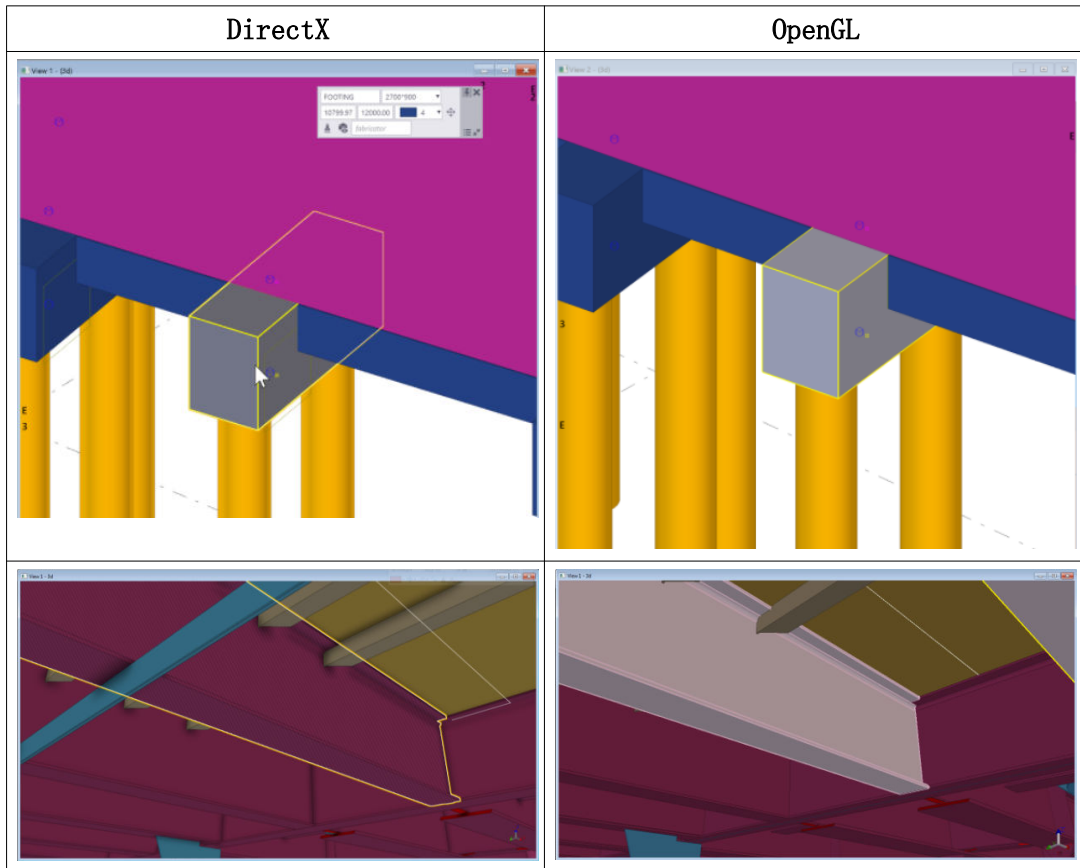 DirectX
OpenGL
View 1 - (3d)
FOOTING 2700*900
10799.97 12000.00 4
fabricator
E
3
View 2 - (3d)
E
3
E
View 1 - 3d
View 1 - 3d